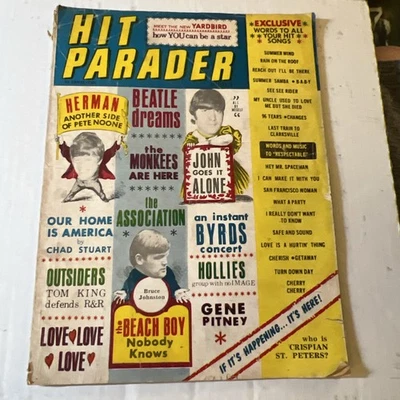 MEET THE NEW YARDBIRD
how YOU can be a star
HIT
PARADER
EXCLUSIVE
WORDS TO ALL
YOUR HIT
SONGS
SUMMER WIND
RAIN ON THE ROOF
REACH OUT I'LL BE THERE
SUMMER SAMBA ★ B-A-B-Y
SEE SEE RIDER
MY UNCLE USED TO LOVE
ME BUT SHE DIED
96 TEARS ★ CHANGES
LAST TRAIN TO
CLARKSVILLE
WORDS AND MUSIC
TO "RESPECTABLE"
HEY MR. SPACEMAN
I CAN MAKE IT WITH YOU
SAN FRANCISCO WOMAN
WHAT A PARTY
I REALLY DON'T WANT
TO KNOW
SAFE AND SOUND
LOVE IS A HURTIN' THING
CHERISH ★ GETAWAY
TURN DOWN DAY
CHERRY
CHERRY
who is
CRISPIAN
ST. PETERS?
HERMAN
ANOTHER SIDE
OF PETE NOONE
BEATLE
dreams
the
MONKEES
ARE HERE
"ALL BY
MYSELF"
JOHN
GOES IT
ALONE
OUR HOME
IS AMERICA
by
CHAD STUART
the
ASSOCIATION
an instant
BYRDS
concert
OUTSIDERS
TOM KING
defends R&R
Bruce
Johnston
HOLLIES
group with no IMAGE
LOVE LOVE
LOVE
the BEACH BOY
Nobody
Knows
GENE
PITNEY
IF IT'S HAPPENING... IT'S HERE!